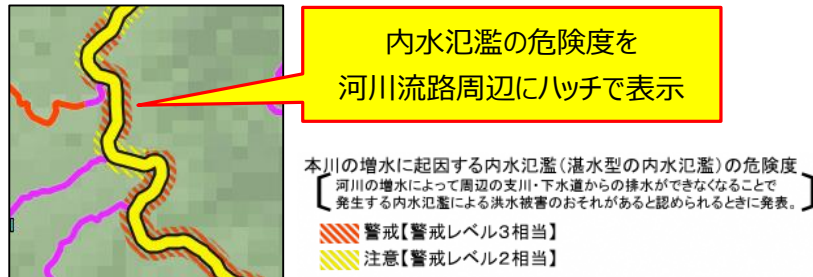 内水氾濫の危険度を
河川流路周辺にハッチで表示
本川の増水に起因する内水氾濫(湛水型の内水氾濫)の危険度
河川の増水によって周辺の支川・下水道からの排水ができなくなることで
発生する内水氾濫による洪水被害のおそれがあると認められるときに発表。
警戒【警戒レベル3相当】
注意【警戒レベル2相当】